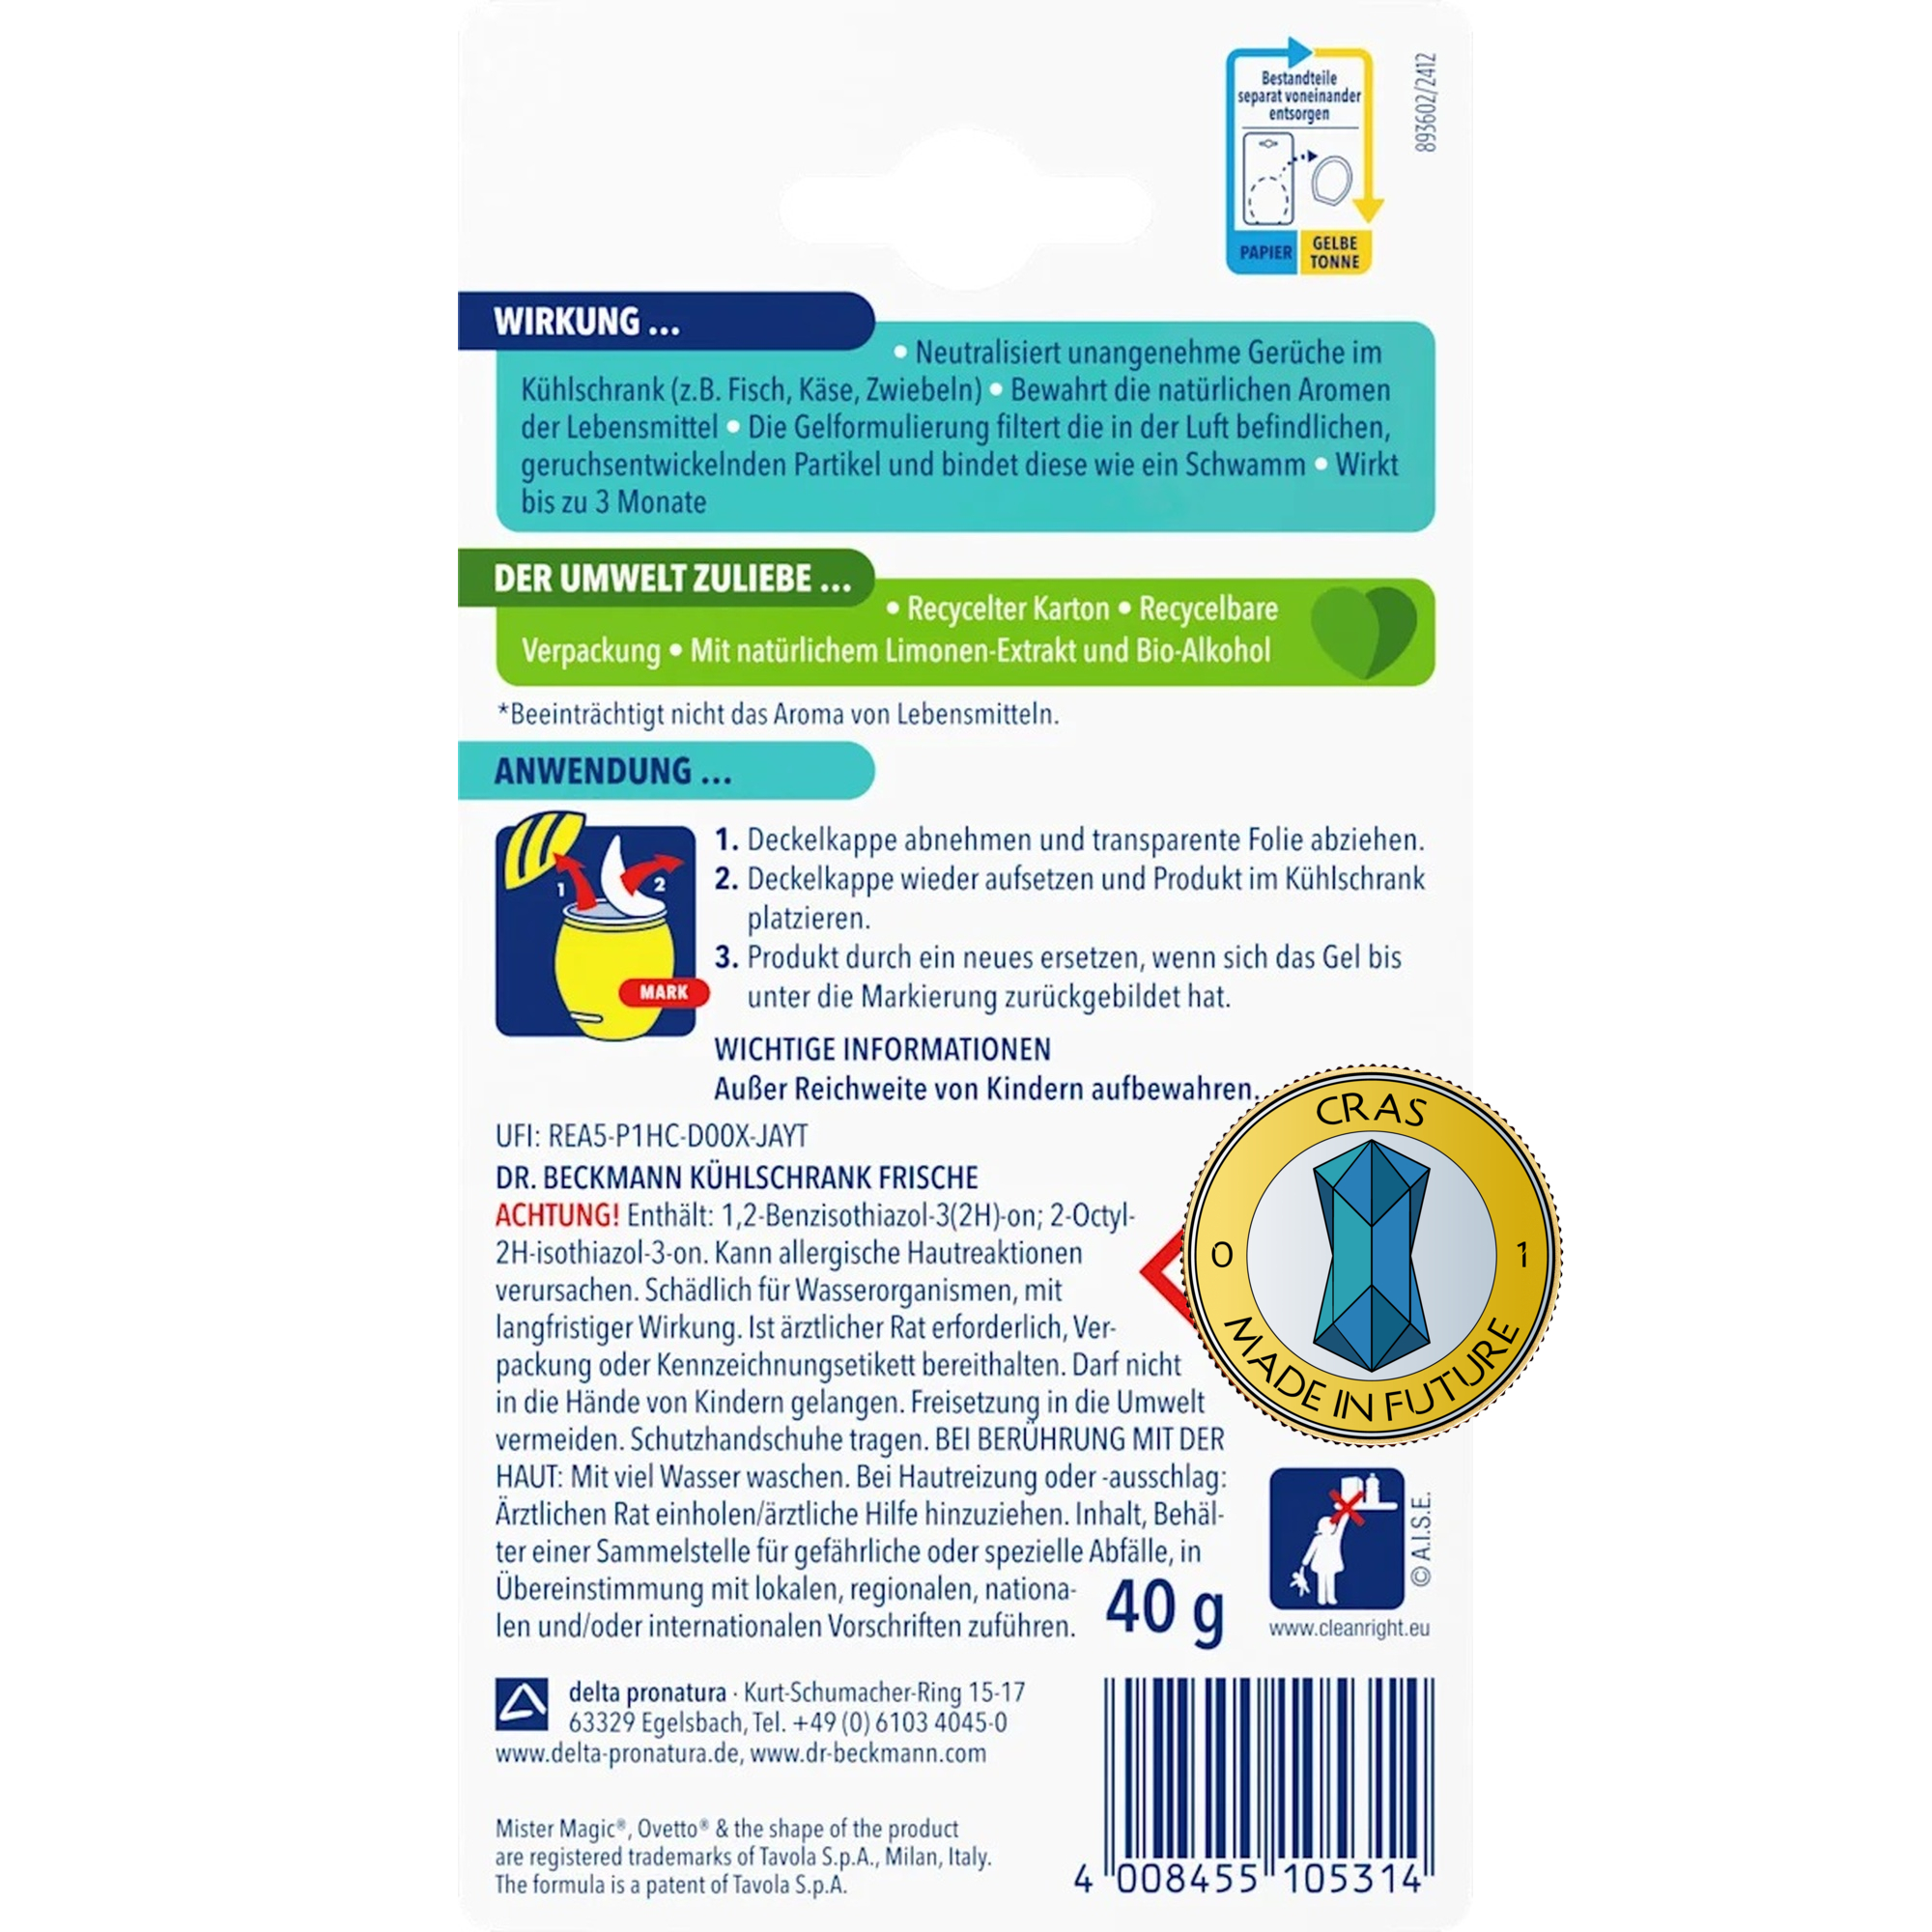 Bestandteile
separat voneinander
entsorgen
PAPIER
GELBE
TONNE
893602/2412
WIRKUNG ...
• Neutralisiert unangenehme Gerüche im
Kühlschrank (z.B. Fisch, Käse, Zwiebeln) • Bewahrt die natürlichen Aromen
der Lebensmittel • Die Gelformulierung filtert die in der Luft befindlichen,
geruchsentwickelnden Partikel und bindet diese wie ein Schwamm • Wirkt
bis zu 3 Monate
DER UMWELT ZULIEBE ...
• Recycelter Karton • Recycelbare
Verpackung • Mit natürlichem Limonen-Extrakt und Bio-Alkohol
*Beeinträchtigt nicht das Aroma von Lebensmitteln.
ANWENDUNG ...
1
2
MARK
1. Deckelkappe abnehmen und transparente Folie abziehen.
2. Deckelkappe wieder aufsetzen und Produkt im Kühlschrank
platzieren.
3. Produkt durch ein neues ersetzen, wenn sich das Gel bis
unter die Markierung zurückgebildet hat.
WICHTIGE INFORMATIONEN
Außer Reichweite von Kindern aufbewahren.
UFI: REA5-P1HC-D00X-JAYT
DR. BECKMANN KÜHLSCHRANK FRISCHE
ACHTUNG! Enthält: 1,2-Benzisothiazol-3(2H)-on; 2-Octyl-
2H-isothiazol-3-on. Kann allergische Hautreaktionen
verursachen. Schädlich für Wasserorganismen, mit
langfristiger Wirkung. Ist ärztlicher Rat erforderlich, Ver-
packung oder Kennzeichnungsetikett bereithalten. Darf nicht
in die Hände von Kindern gelangen. Freisetzung in die Umwelt
vermeiden. Schutzhandschuhe tragen. BEI BERÜHRUNG MIT DER
HAUT: Mit viel Wasser waschen. Bei Hautreizung oder -ausschlag:
Ärztlichen Rat einholen/ärztliche Hilfe hinzuziehen. Inhalt, Behäl-
ter einer Sammelstelle für gefährliche oder spezielle Abfälle, in
Übereinstimmung mit lokalen, regionalen, nationa-
len und/oder internationalen Vorschriften zuführen.
40 g
CRAS
0
1
MADE IN FUTURE
© A.I.S.E.
www.cleanright.eu
delta pronatura · Kurt-Schumacher-Ring 15-17
63329 Egelsbach, Tel. +49 (0) 6103 4045-0
www.delta-pronatura.de, www.dr-beckmann.com
Mister Magic®, Ovetto® & the shape of the product
are registered trademarks of Tavola S.p.A., Milan, Italy.
The formula is a patent of Tavola S.p.A.
4 008455 105314